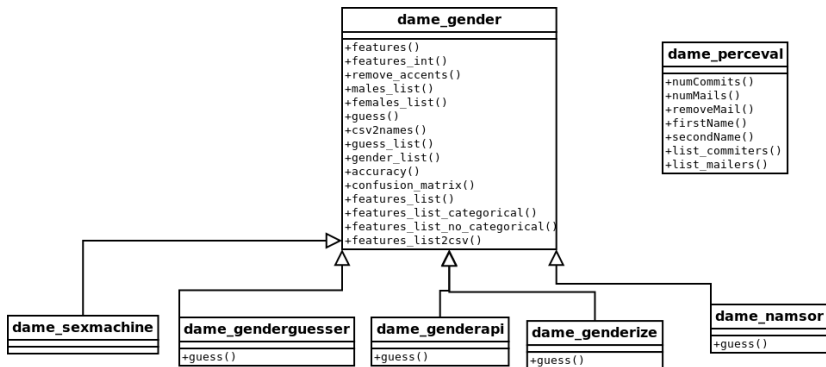 dame_gender
+features()
+features_int()
+remove_accents()
+males_list()
+females_list()
+guess()
+csv2names()
+guess_list()
+gender_list()
+accuracy()
+confusion_matrix()
+features_list()
+features_list_categorical()
+features_list_no_categorical()
+features_list2csv()
dame_perceval
+numCommits()
+numMails()
+removeMail()
+firstName()
+secondName()
+list_commiters()
+list_mailers()
dame_sexmachine
dame_genderguesser
+guess()
dame_genderapi
+guess()
dame_genderize
+guess()
dame_namsor
+guess()